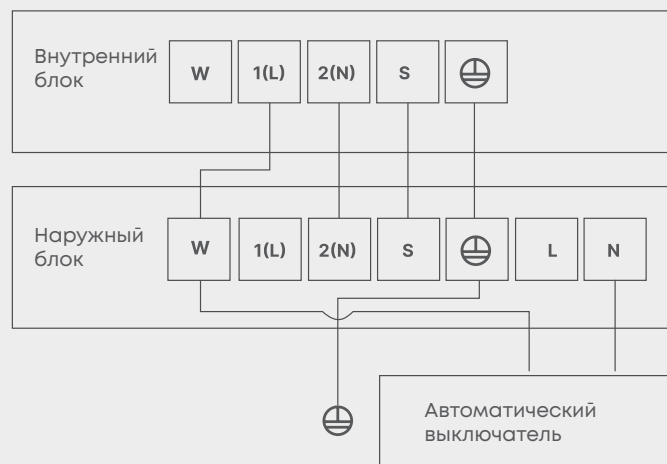 Внутренний
блок
W 1(L) 2(N) S
Наружный
блок
W 1(L) 2(N) S L N
Автоматический
выключатель